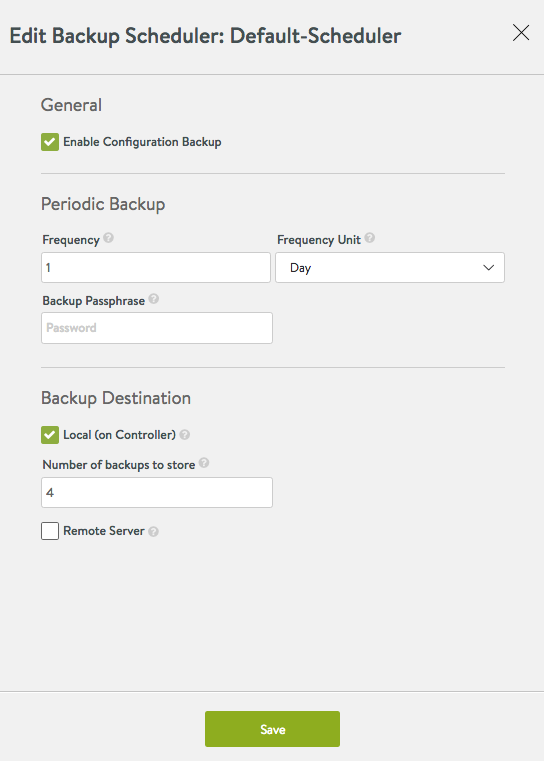 Edit Backup Scheduler: Default-Scheduler
General
Enable Configuration Backup
Periodic Backup
Frequency ? Frequency Unit ?
1 Day
Backup Passphrase ?
Password
Backup Destination
Local (on Controller) ?
Number of backups to store ?
4
Remote Server ?
Save